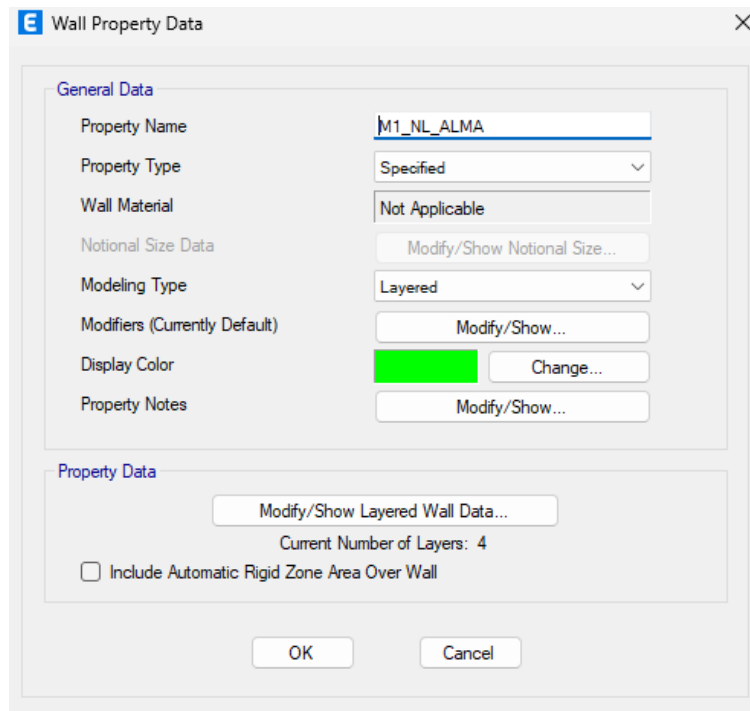 E Wall Property Data
General Data
Property Name M1_NL_ALMA
Property Type Specified
Wall Material Not Applicable
Notional Size Data Modify/Show Notional Size...
Modeling Type Layered
Modifiers (Currently Default) Modify/Show...
Display Color Change...
Property Notes Modify/Show...
Property Data
Modify/Show Layered Wall Data...
Current Number of Layers: 4
Include Automatic Rigid Zone Area Over Wall
OK Cancel